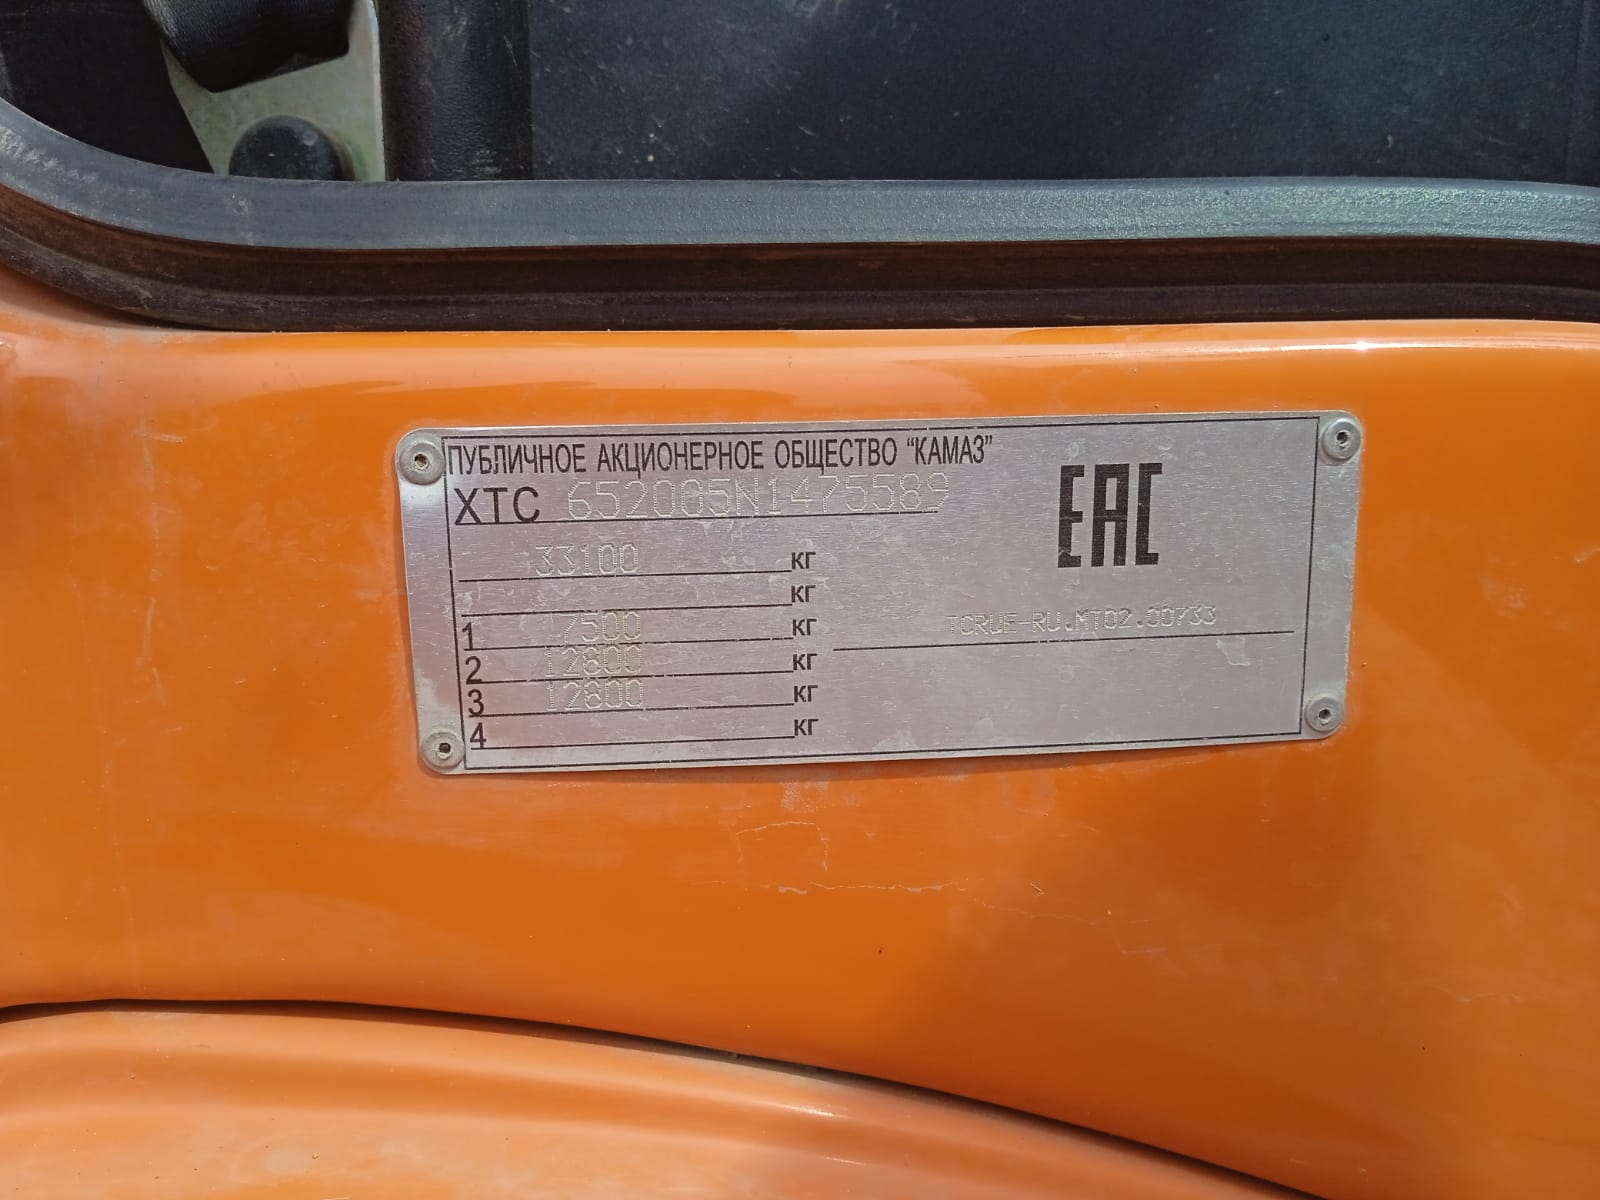 ПУБЛИЧНОЕ АКЦИОНЕРНОЕ ОБЩЕСТВО "КАМАЗ"
XTC 652005N1475589
EAC
33100 кг
кг
1 7500 кг
TCRUE-RU.MT02.00733
2 12800 кг
3 12800 кг
4 кг